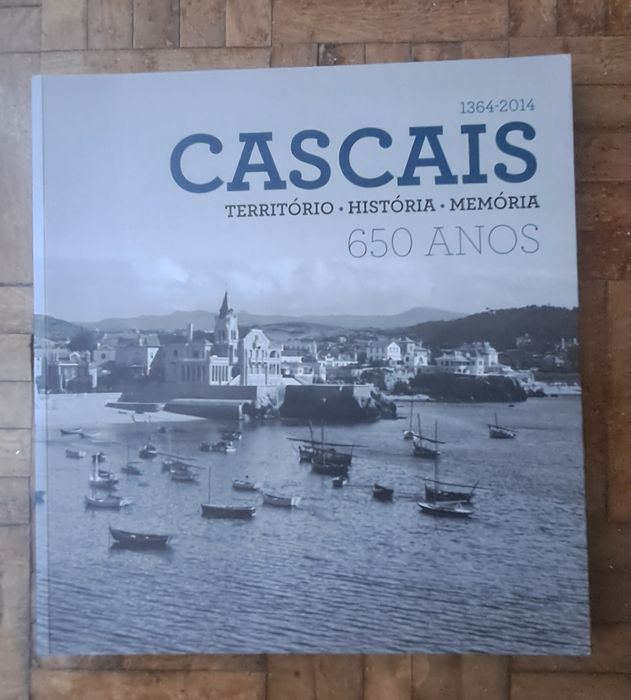 1364-2014
CASCAIS
TERRITÓRIO • HISTÓRIA • MEMÓRIA
650 ANOS